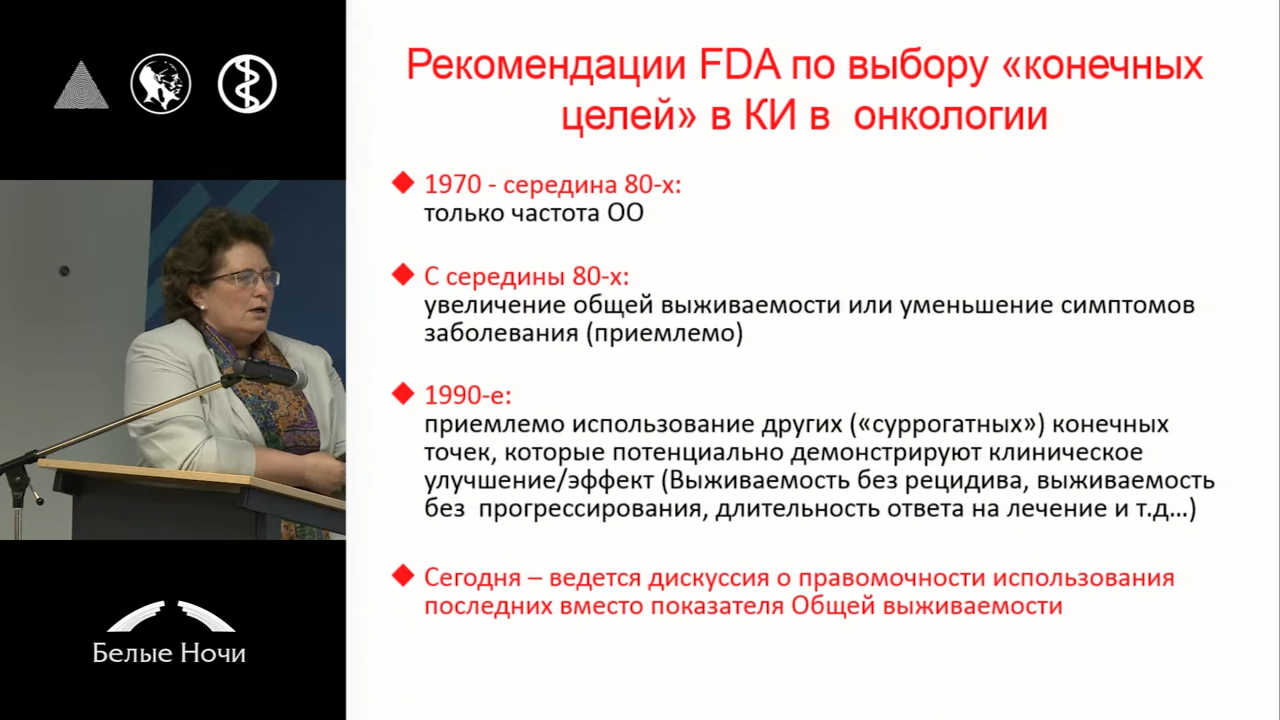 Рекомендации FDA по выбору «конечных
целей» в КИ в онкологии
1970 - середина 80-х:
только частота ОО
С середины 80-х:
увеличение общей выживаемости или уменьшение симптомов
заболевания (приемлемо)
1990-е:
приемлемо использование других («суррогатных») конечных
точек, которые потенциально демонстрируют клиническое
улучшение/эффект (Выживаемость без рецидива, выживаемость
без прогрессирования, длительность ответа на лечение и т.д…)
Сегодня – ведется дискуссия о правомочности использования
последних вместо показателя Общей выживаемости
Белые Ночи